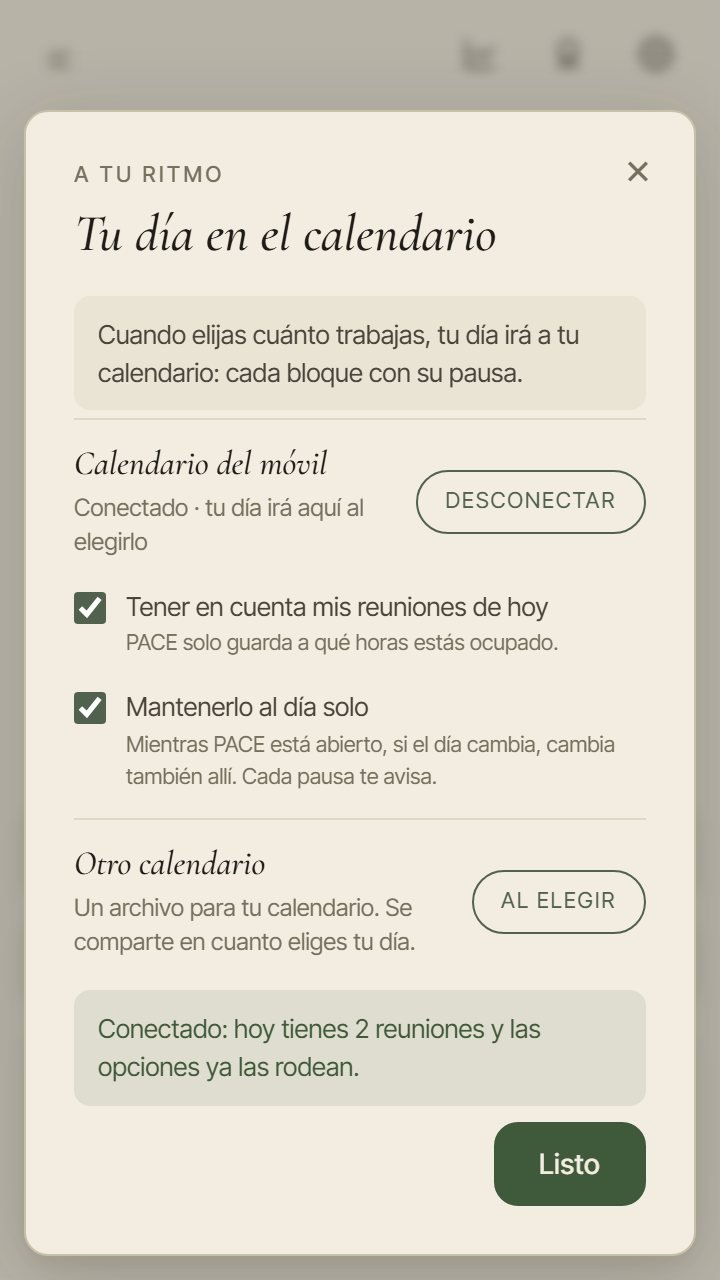 A TU RITMO
Tu día en el calendario
Cuando elijas cuánto trabajas, tu día irá a tu
calendario: cada bloque con su pausa.
Calendario del móvil
Conectado · tu día irá aquí al
elegirlo
DESCONECTAR
Tener en cuenta mis reuniones de hoy
PACE solo guarda a qué horas estás ocupado.
Mantenerlo al día solo
Mientras PACE está abierto, si el día cambia, cambia
también allí. Cada pausa te avisa.
Otro calendario
Un archivo para tu calendario. Se
comparte en cuanto eliges tu día.
AL ELEGIR
Conectado: hoy tienes 2 reuniones y las
opciones ya las rodean.
Listo